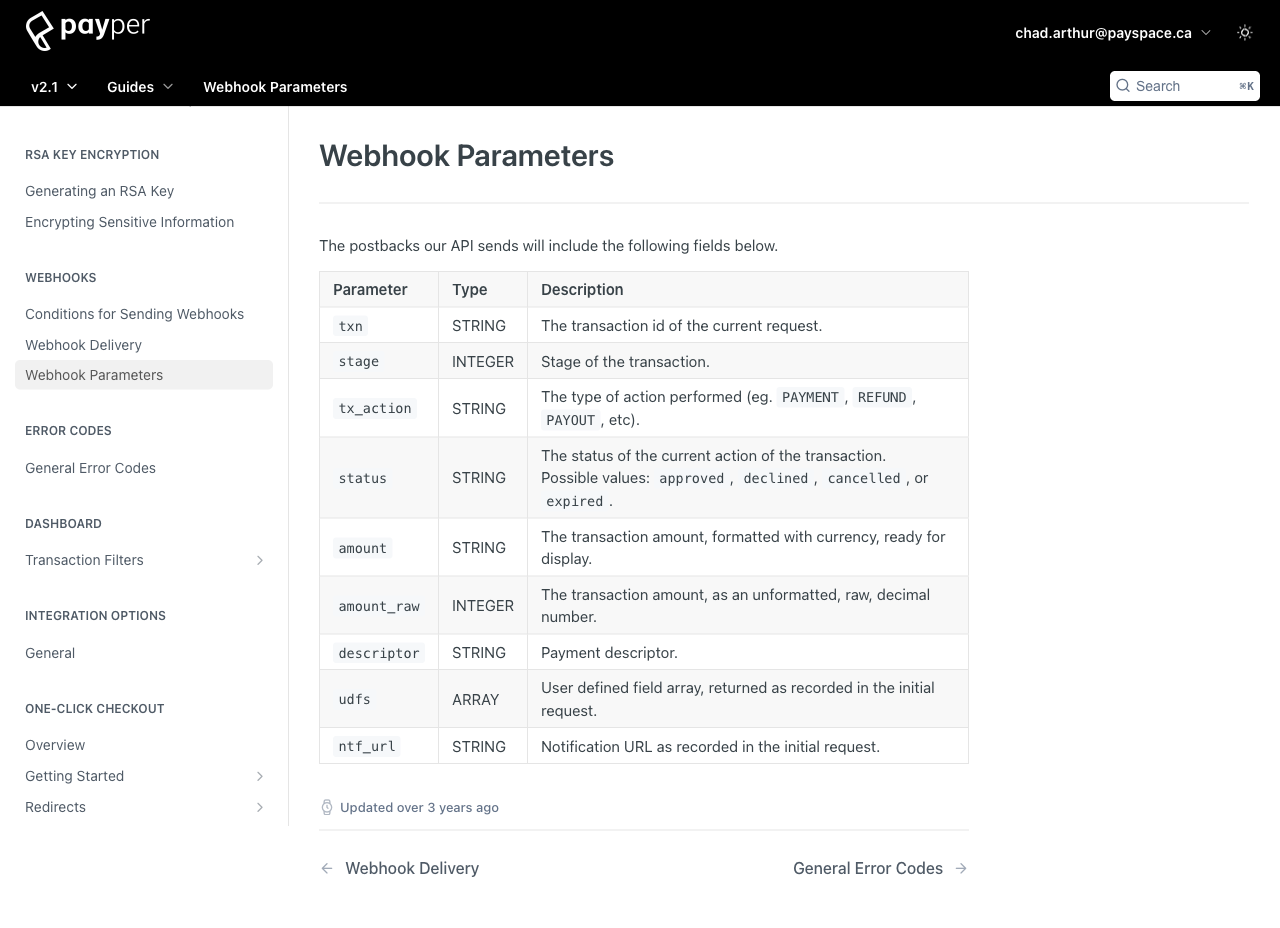 payper
chad.arthur@payspace.ca
v2.1 Guides Webhook Parameters
Search ⌘K
RSA KEY ENCRYPTION
Generating an RSA Key
Encrypting Sensitive Information
WEBHOOKS
Conditions for Sending Webhooks
Webhook Delivery
Webhook Parameters
ERROR CODES
General Error Codes
DASHBOARD
Transaction Filters
INTEGRATION OPTIONS
General
ONE-CLICK CHECKOUT
Overview
Getting Started
Redirects
Webhook Parameters
The postbacks our API sends will include the following fields below.
Parameter Type Description
txn STRING The transaction id of the current request.
stage INTEGER Stage of the transaction.
tx_action STRING The type of action performed (eg. PAYMENT, REFUND,
PAYOUT, etc).
status STRING The status of the current action of the transaction.
Possible values: approved, declined, cancelled, or
expired.
amount STRING The transaction amount, formatted with currency, ready for
display.
amount_raw INTEGER The transaction amount, as an unformatted, raw, decimal
number.
descriptor STRING Payment descriptor.
udfs ARRAY User defined field array, returned as recorded in the initial
request.
ntf_url STRING Notification URL as recorded in the initial request.
Updated over 3 years ago
← Webhook Delivery
General Error Codes →